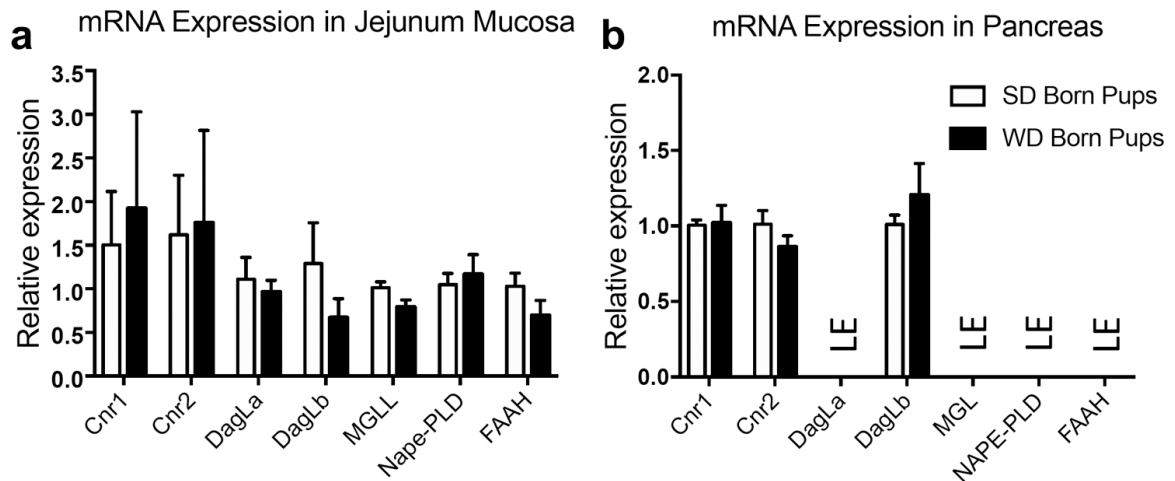 a
mRNA Expression in Jejunum Mucosa
Relative expression
3.5
3.0
2.5
2.0
1.5
1.0
0.5
0.0
Cnr1
Cnr2
DagLa
DagLb
MGLL
Nape-PLD
FAAH
b
mRNA Expression in Pancreas
SD Born Pups
WD Born Pups
Relative expression
2.0
1.5
1.0
0.5
0.0
LE
LE
LE
LE
Cnr1
Cnr2
DagLa
DagLb
MGL
NAPE-PLD
FAAH